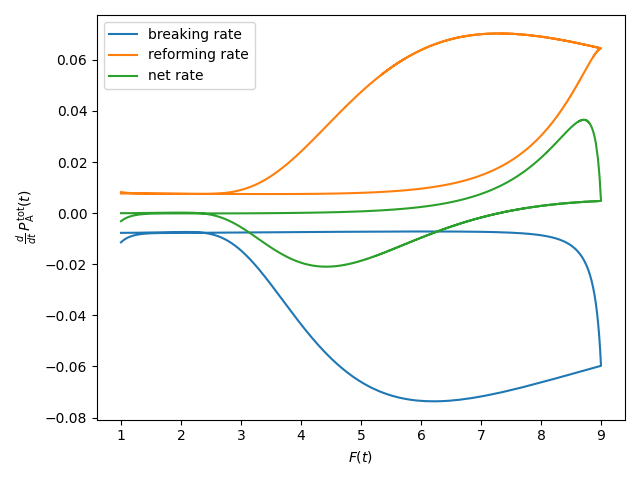 breaking rate
reforming rate
net rate
0.06
0.04
0.02
0.00
−0.02
−0.04
−0.06
−0.08
d/dt P_A^tot(t)
1 2 3 4 5 6 7 8 9
F(t)